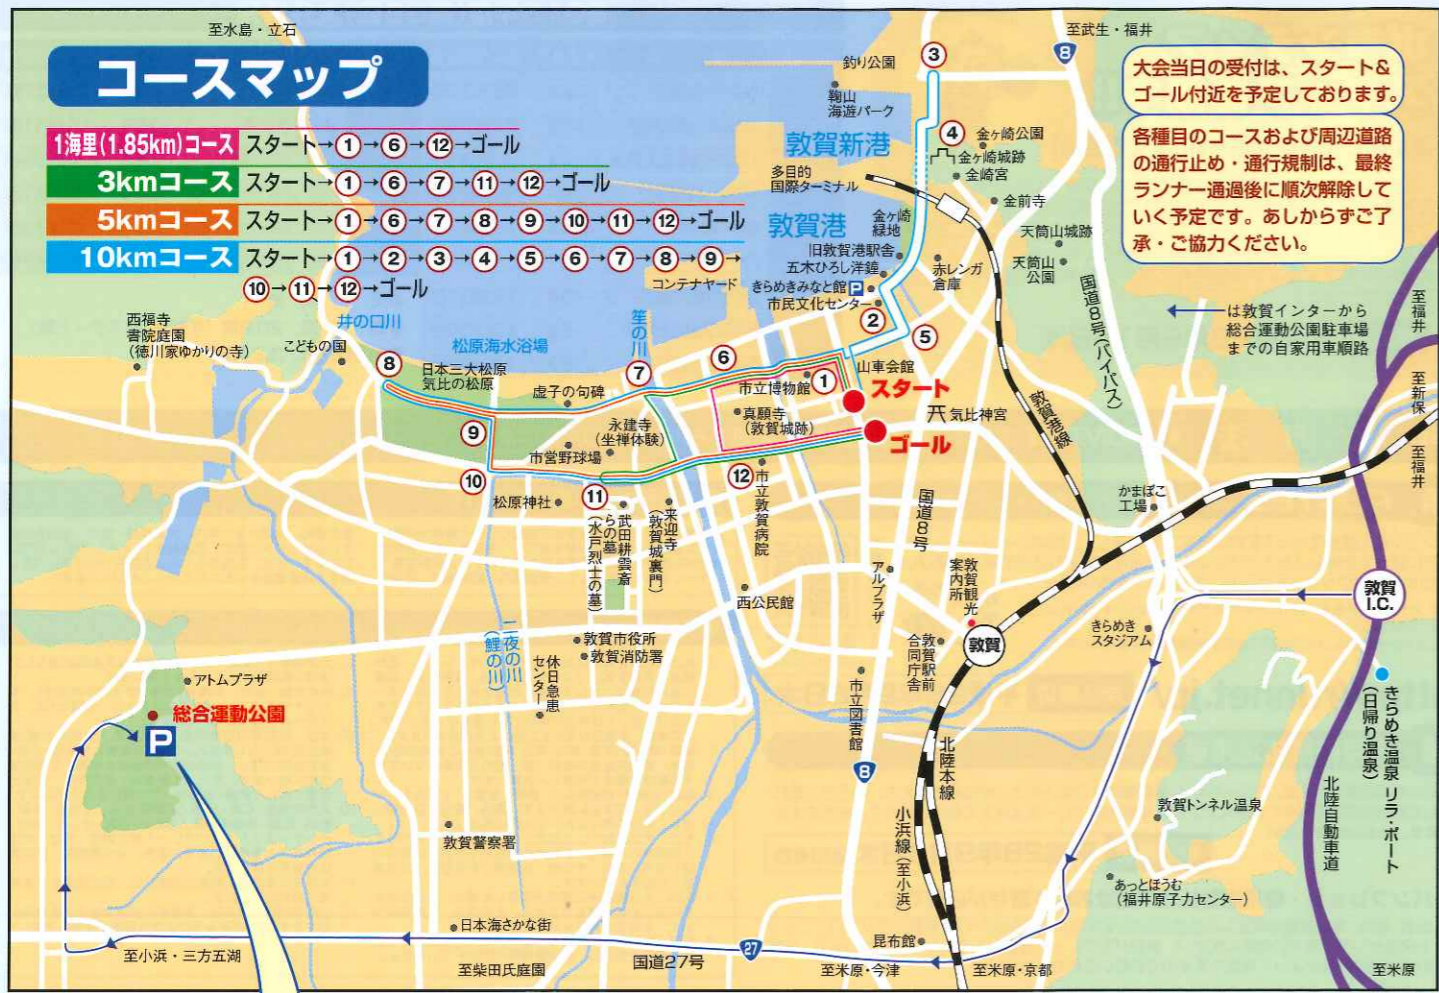 至水島・立石
コースマップ
1海里(1.85km)コース スタート→①→⑥→⑫→ゴール
3kmコース スタート→①→⑥→⑦→⑪→⑫→ゴール
5kmコース スタート→①→⑥→⑦→⑧→⑨→⑩→⑪→⑫→ゴール
10kmコース スタート→①→②→③→④→⑤→⑥→⑦→⑧→⑨→
⑩→⑪→⑫→ゴール
至武生・福井
8
大会当日の受付は、スタート&
ゴール付近を予定しております。
各種目のコースおよび周辺道路
の通行止め・通行規制は、最終
ランナー通過後に順次解除して
いく予定です。あしからずご了
承・ご協力ください。
←は敦賀インターから
総合運動公園駐車場
までの自家用車順路
釣り公園
③
鞠山
海遊パーク
敦賀新港
④
金ヶ崎公園
金ヶ崎城跡
金崎宮
多目的
国際ターミナル
金前寺
敦賀港
金ヶ崎
緑地
天筒山城跡
天筒山
公園
旧敦賀港駅舎
五木ひろし洋鐘
きらめきみなと館
P
市民文化センター
赤レンガ
倉庫
コンテナヤード
②
⑤
国道8号(バイパス)
至福井
至新保
至福井
西福寺
書院庭園
(徳川家ゆかりの寺)
こどもの国
井の口川
松原海水浴場
笙の川
⑧
日本三大松原
気比の松原
虚子の句碑
⑦
⑥
市立博物館
①
山車会館
スタート
ゴール
気比神宮
敦賀港線
真願寺
(敦賀城跡)
永建寺
(坐禅体験)
⑨
市営野球場
⑩
松原神社
⑪
⑫
市立敦賀病院
来迎寺
(敦賀城裏門)
武田耕雲斎
らの墓
(水戸烈士の墓)
国道8号
かまぼこ
工場
アルプラザ
敦賀観光
案内所
西公民館
敦賀
I.C.
敦賀
きらめき
スタジアム
敦賀駅前
合同庁舎
敦賀市役所
敦賀消防署
二夜の川
(鯉の川)
休日急患
センター
市立図書館
アトムプラザ
総合運動公園
P
8
北陸本線
小浜線(至小浜)
きらめき温泉 リラ・ポート
(日帰り温泉)
北陸自動車道
敦賀トンネル温泉
敦賀警察署
あっとほうむ
(福井原子力センター)
日本海さかな街
昆布館
至小浜・三方五湖
至柴田氏庭園
国道27号
27
至米原・今津
至米原・京都
至米原